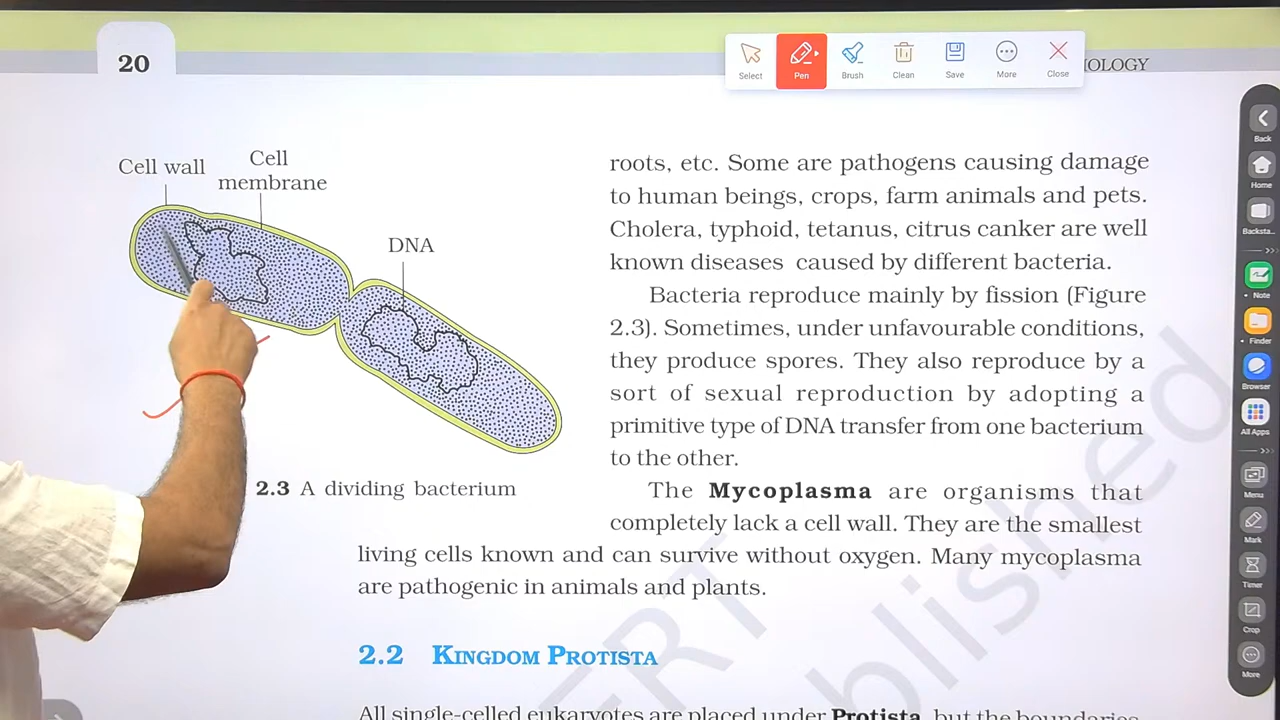 20
Select
Pen
Brush
Clean
Save
More
Close
IOLOGY
Back
Home
Backsta...
Note
Finder
Browser
All Apps
Menu
Mark
Timer
Crop
More
Cell wall
Cell
membrane
DNA
2.3 A dividing bacterium
roots, etc. Some are pathogens causing damage
to human beings, crops, farm animals and pets.
Cholera, typhoid, tetanus, citrus canker are well
known diseases caused by different bacteria.
Bacteria reproduce mainly by fission (Figure
2.3). Sometimes, under unfavourable conditions,
they produce spores. They also reproduce by a
sort of sexual reproduction by adopting a
primitive type of DNA transfer from one bacterium
to the other.
The Mycoplasma are organisms that
completely lack a cell wall. They are the smallest
living cells known and can survive without oxygen. Many mycoplasma
are pathogenic in animals and plants.
2.2 KINGDOM PROTISTA
All single-celled eukaryotes are placed under Protista, but the boundaries
ERT
blished